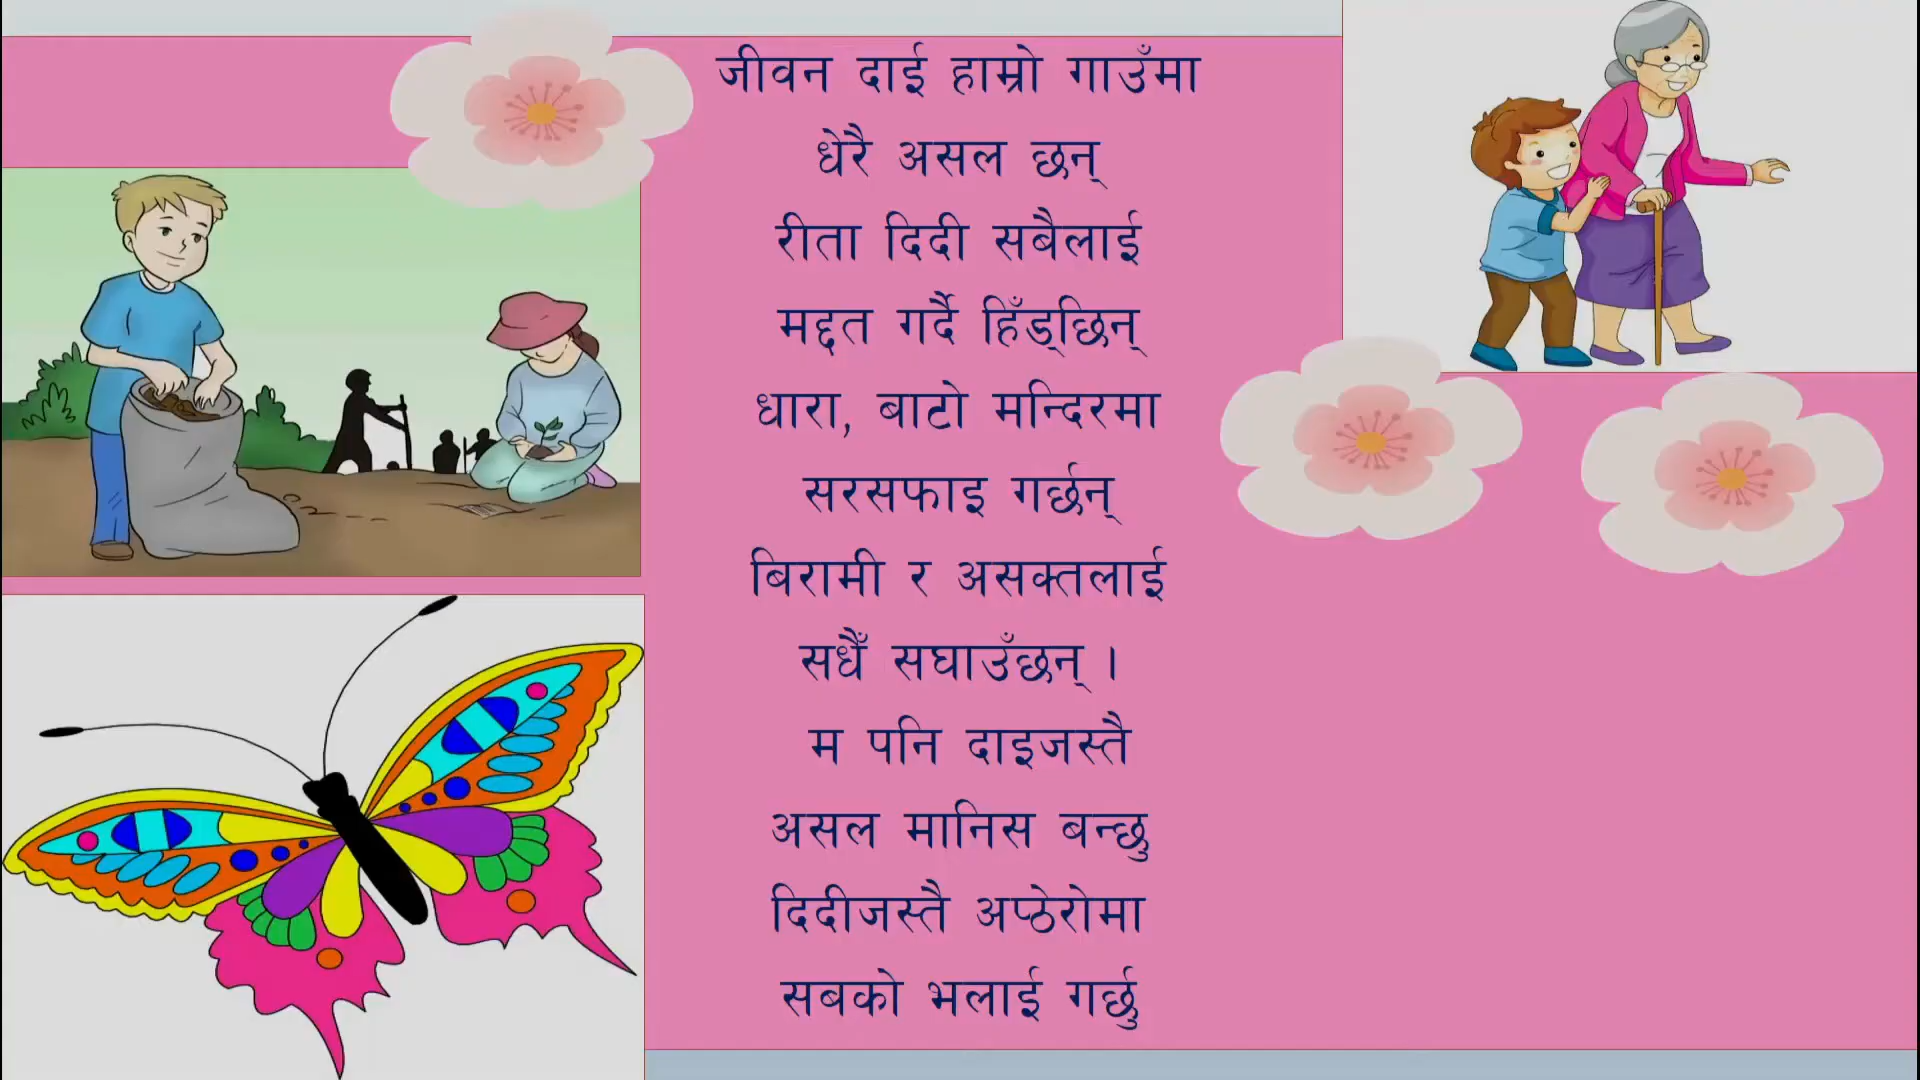 जीवन दाई हाम्रो गाउँमा
धेरै असल छन्
रीता दिदी सबैलाई
मद्दत गर्दै हिँड्छिन्
धारा, बाटो मन्दिरमा
सरसफाइ गर्छन्
बिरामी र असक्तलाई
सधैँ सघाउँछन् ।
म पनि दाइजस्तै
असल मानिस बन्छु
दिदीजस्तै अप्ठेरोमा
सबको भलाई गर्छु